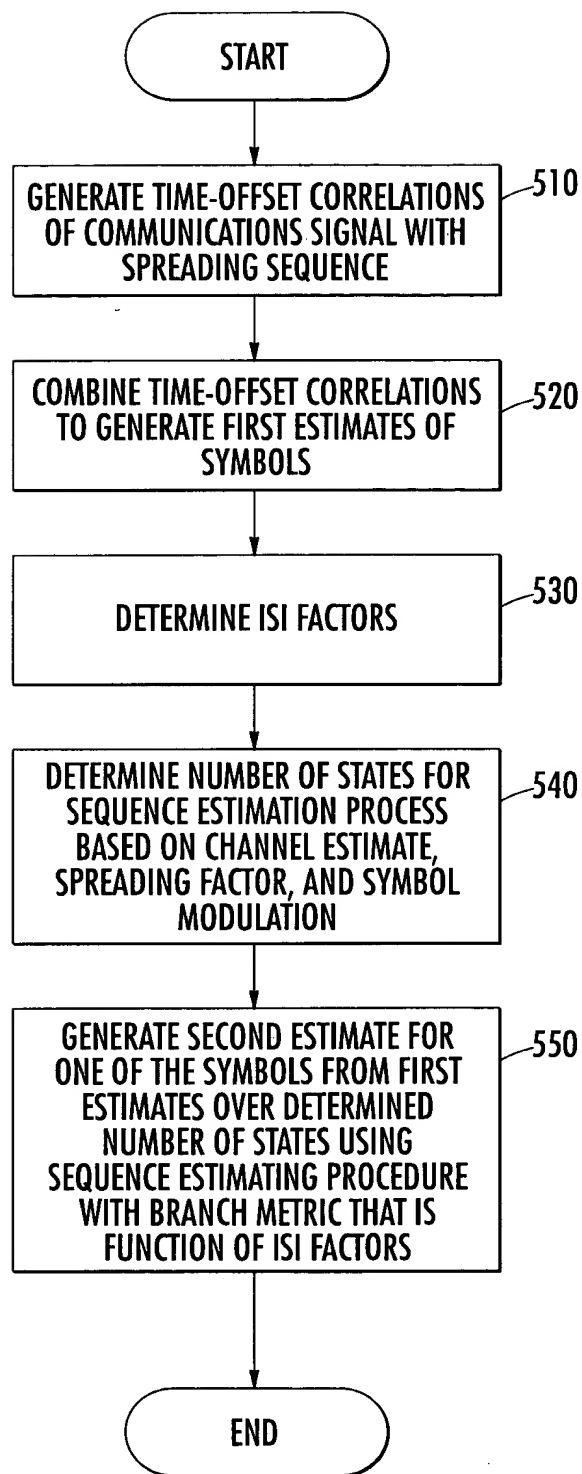 START
GENERATE TIME-OFFSET CORRELATIONS
OF COMMUNICATIONS SIGNAL WITH
SPREADING SEQUENCE
510
COMBINE TIME-OFFSET CORRELATIONS
TO GENERATE FIRST ESTIMATES OF
SYMBOLS
520
DETERMINE ISI FACTORS
530
DETERMINE NUMBER OF STATES FOR
SEQUENCE ESTIMATION PROCESS
BASED ON CHANNEL ESTIMATE,
SPREADING FACTOR, AND SYMBOL
MODULATION
540
GENERATE SECOND ESTIMATE FOR
ONE OF THE SYMBOLS FROM FIRST
ESTIMATES OVER DETERMINED
NUMBER OF STATES USING
SEQUENCE ESTIMATING PROCEDURE
WITH BRANCH METRIC THAT IS
FUNCTION OF ISI FACTORS
550
END